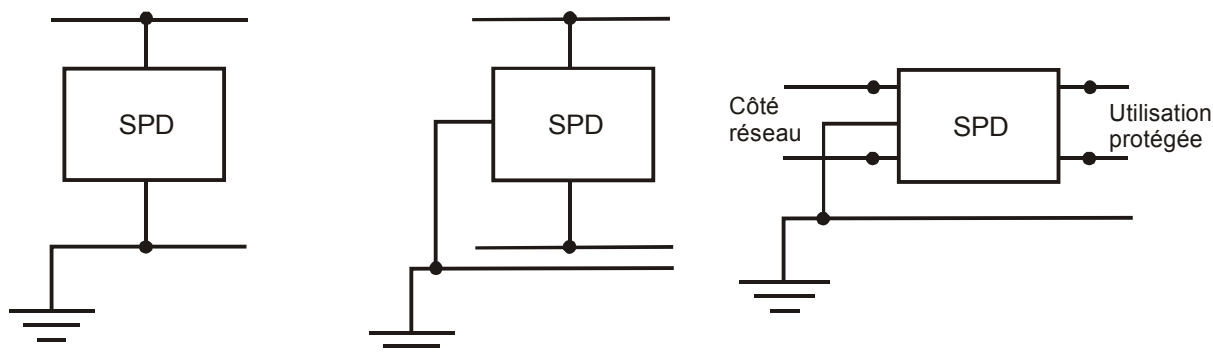 SPD
SPD
Côté
réseau
SPD
Utilisation
protégée